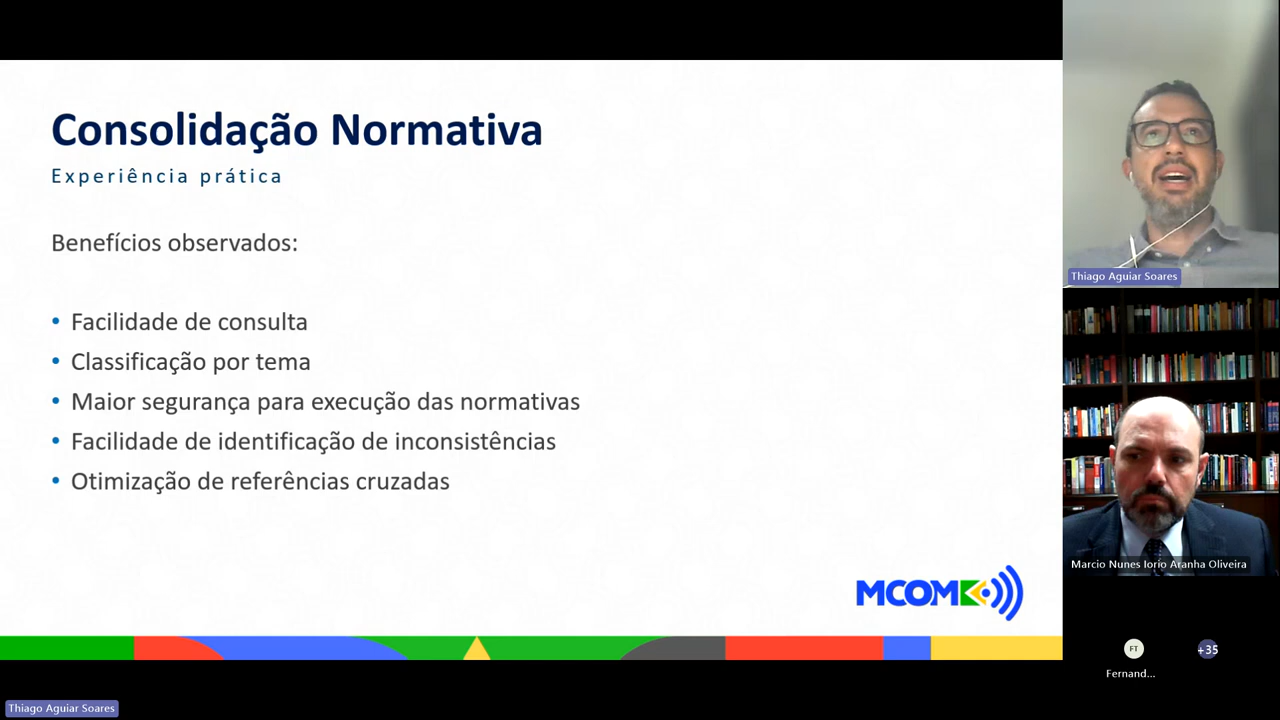 Consolidação Normativa
Experiência prática
Benefícios observados:
• Facilidade de consulta
• Classificação por tema
• Maior segurança para execução das normativas
• Facilidade de identificação de inconsistências
• Otimização de referências cruzadas
MCOM
Thiago Aguiar Soares
Marcio Nunes Iorio Aranha Oliveira
FT
+35
Fernand...
Thiago Aguiar Soares